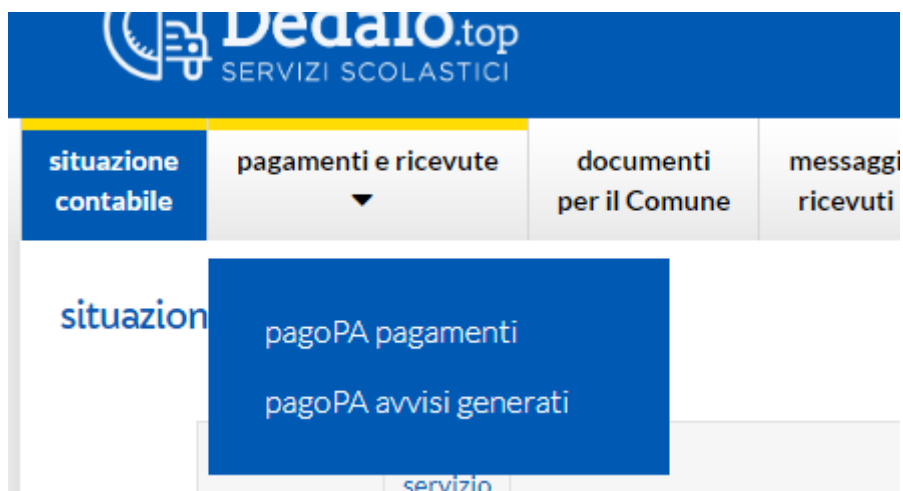 Dedalo.top
SERVIZI SCOLASTICI
situazione
contabile
pagamenti e ricevute
documenti
per il Comune
messaggi
ricevuti
situazion
pagoPA pagamenti
pagoPA avvisi generati
servizio